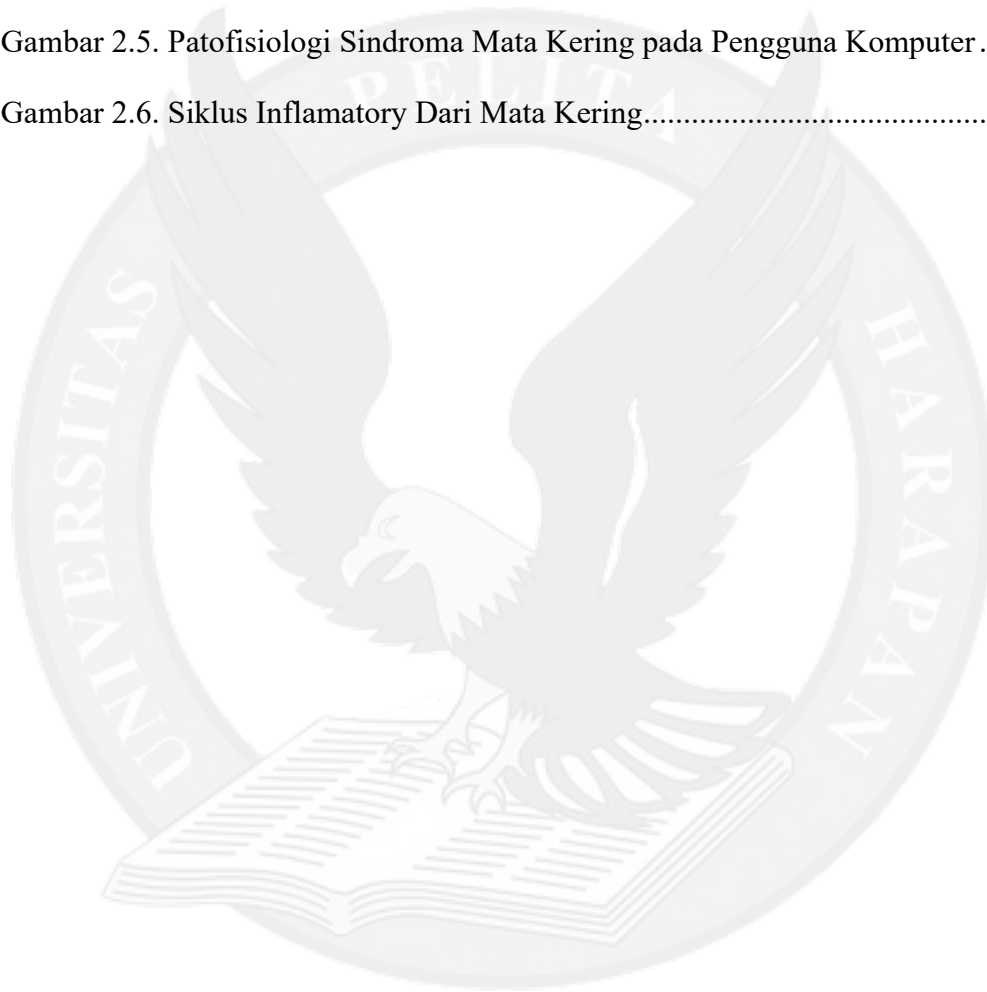 Gambar 2.5. Patofisiologi Sindroma Mata Kering pada Pengguna Komputer .
Gambar 2.6. Siklus Inflamatory Dari Mata Kering.........................................
UNIVERSITAS PELITA HARAPAN